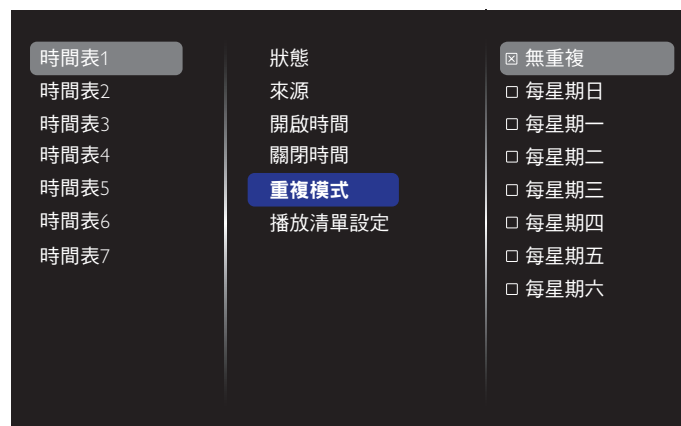 時間表1
時間表2
時間表3
時間表4
時間表5
時間表6
時間表7
狀態
來源
開啟時間
關閉時間
重複模式
播放清單設定
無重複
每星期日
每星期一
每星期二
每星期三
每星期四
每星期五
每星期六